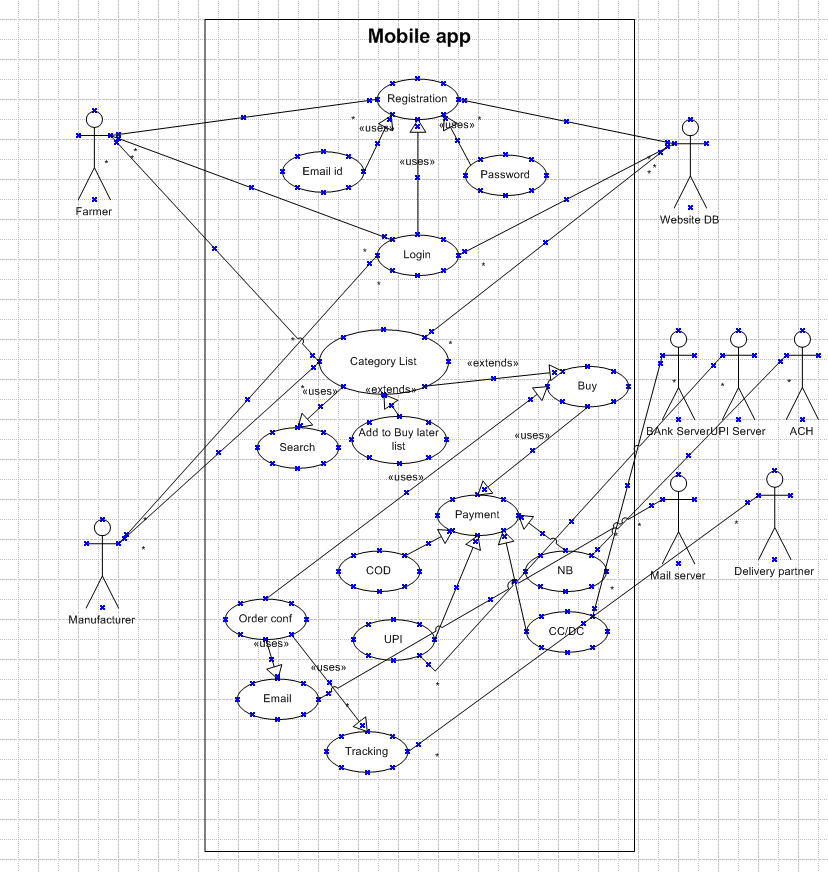 Mobile app
Registration
«uses»
«uses»
Email id
«uses»
Password
Farmer
Website DB
Login
Category List
«extends»
Buy
«uses»
«extends»
Add to Buy later
list
Search
«uses»
BAnk Server
UPI Server
ACH
«uses»
Payment
COD
NB
Mail server
Delivery partner
Manufacturer
Order conf
UPI
CC/DC
«uses»
«uses»
Email
Tracking